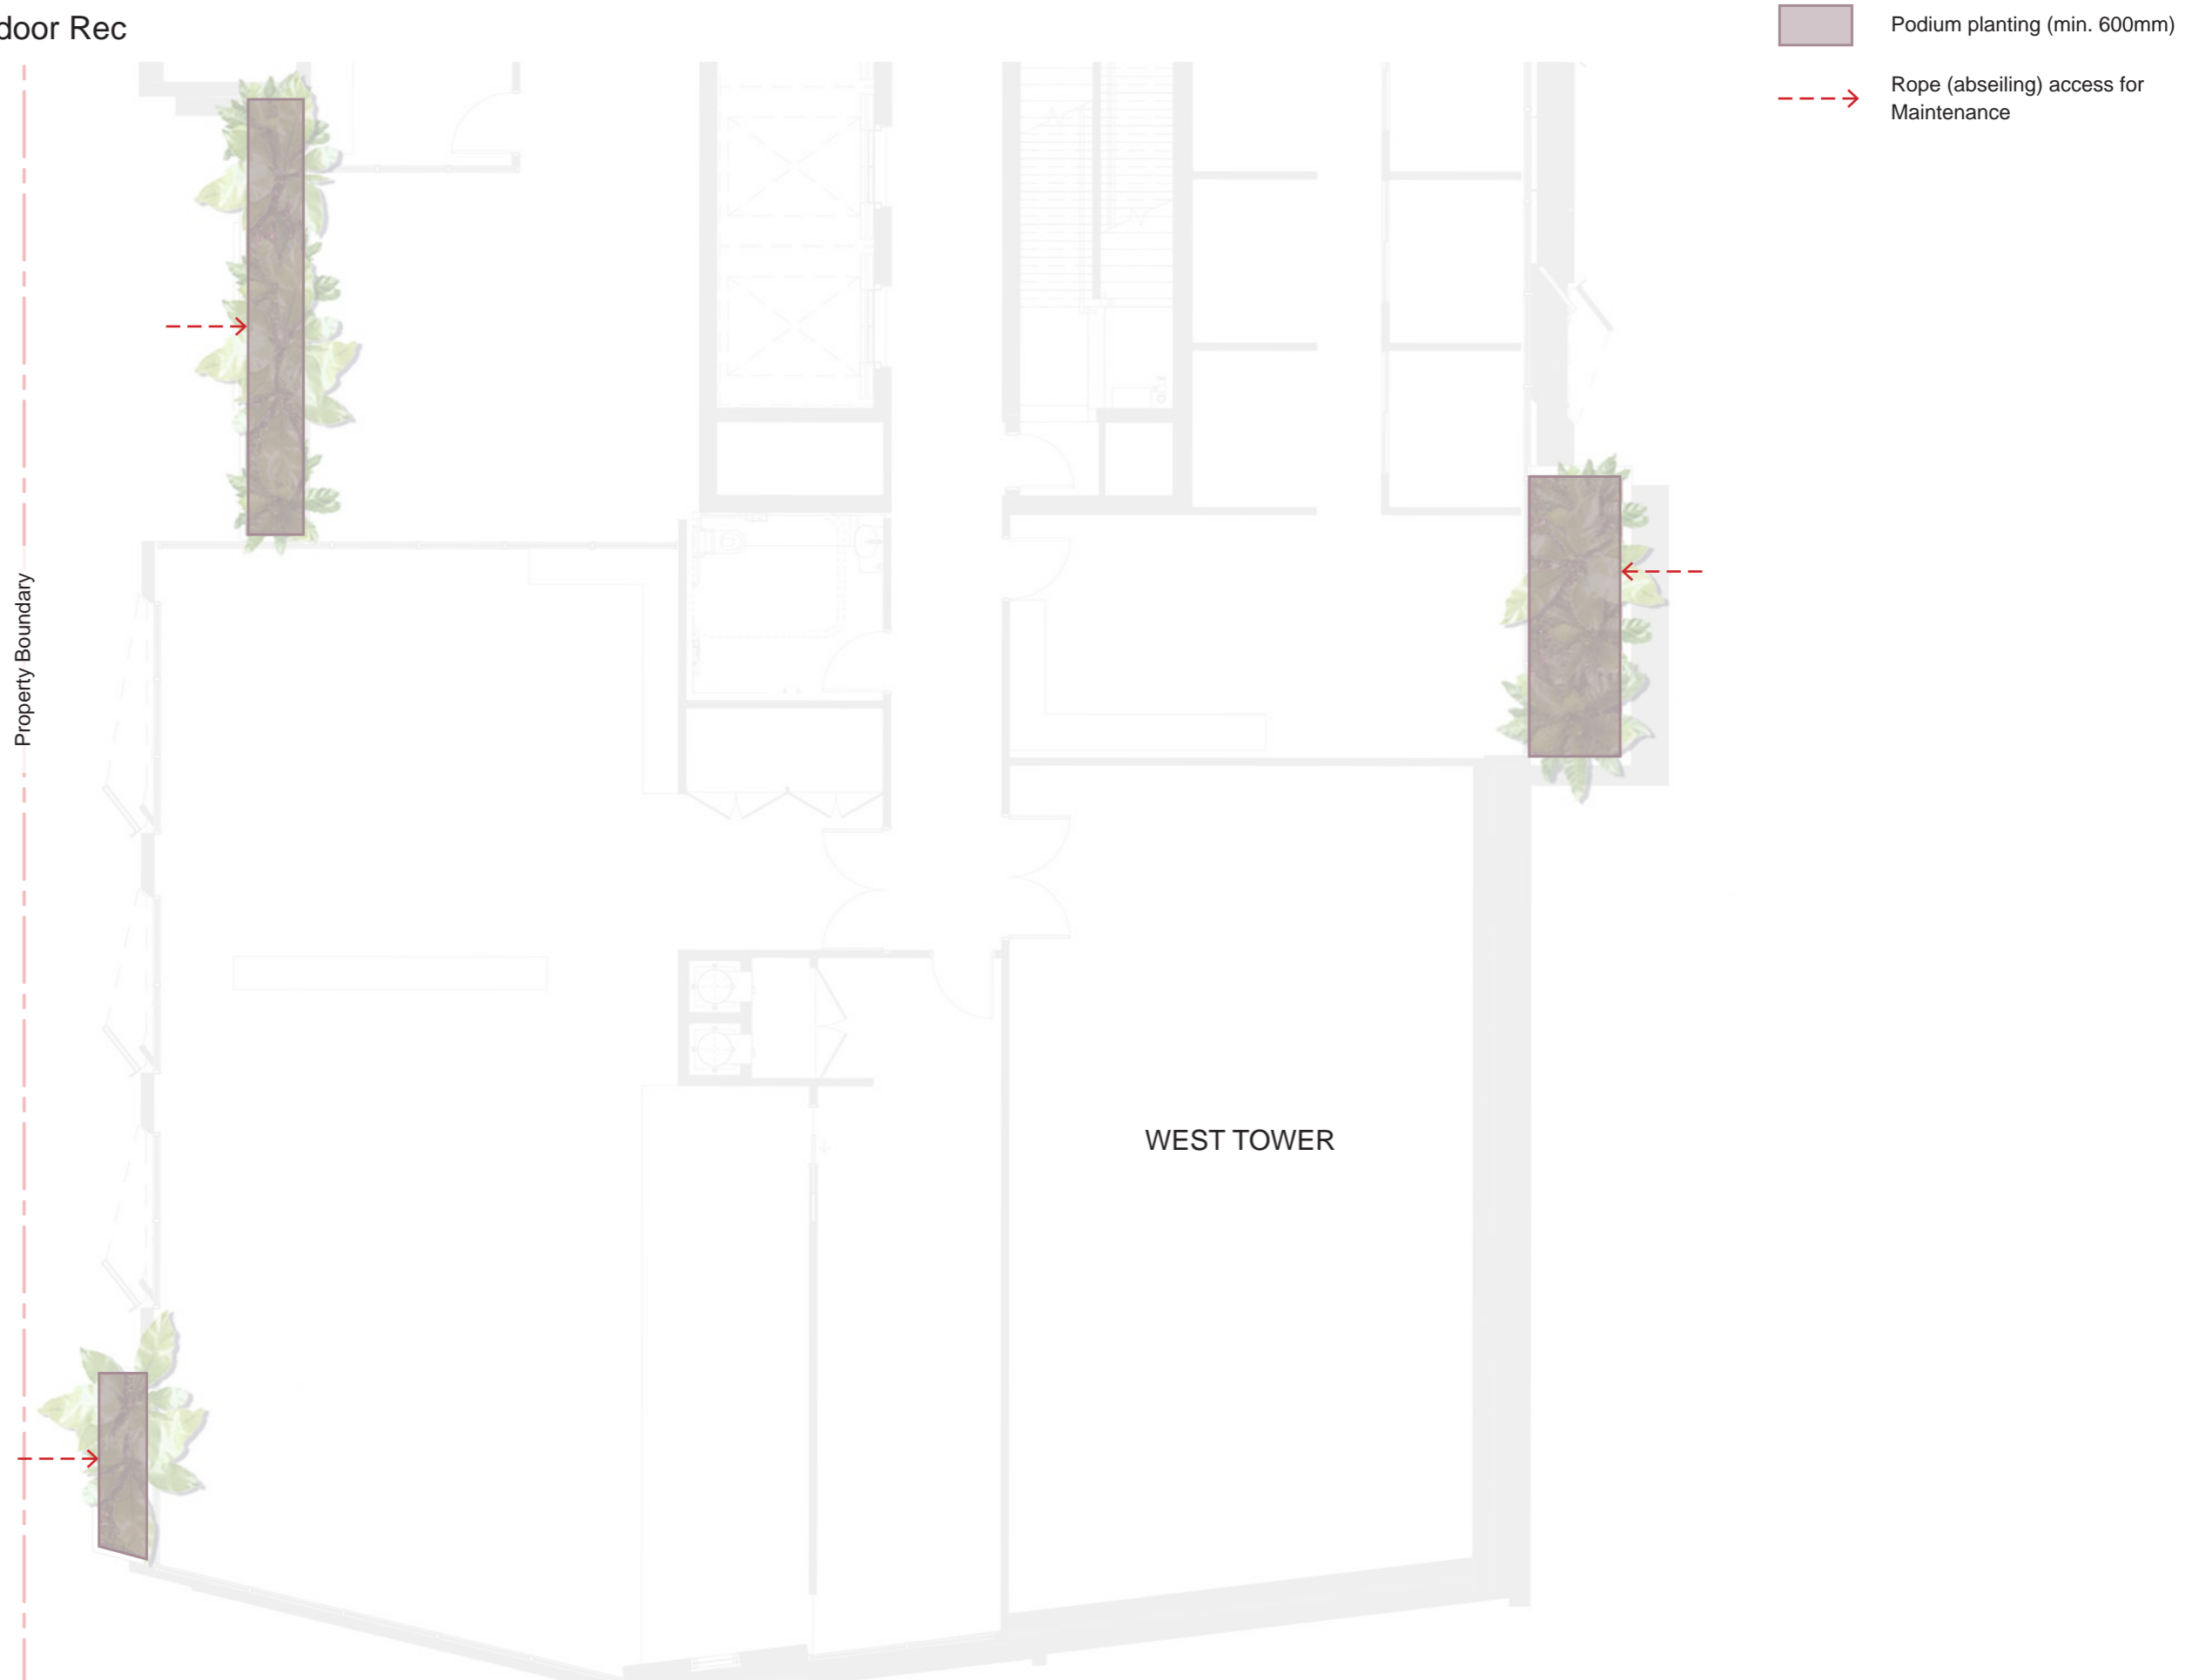 door Rec
Podium planting (min. 600mm)
Rope (abseiling) access for
Maintenance
Property Boundary
WEST TOWER